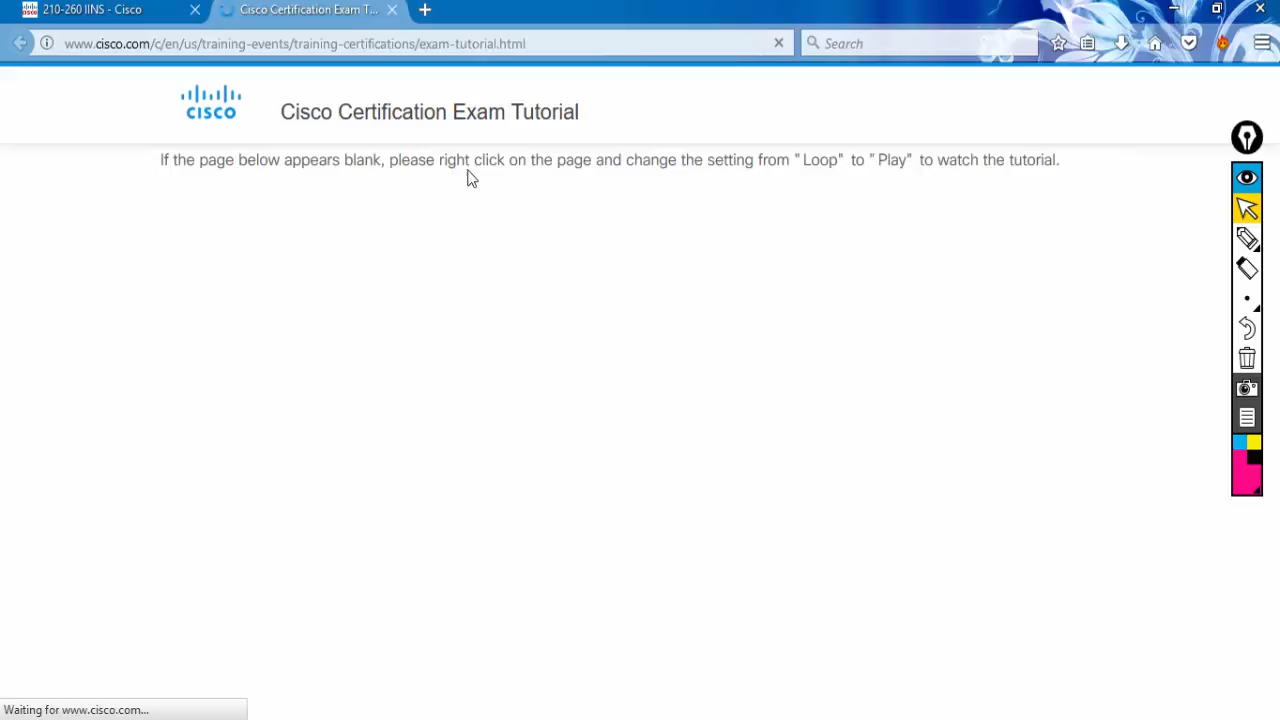 210-260 IINS - Cisco
Cisco Certification Exam T...
www.cisco.com/c/en/us/training-events/training-certifications/exam-tutorial.html
Search
CISCO
Cisco Certification Exam Tutorial
If the page below appears blank, please right click on the page and change the setting from "Loop" to "Play" to watch the tutorial.
Waiting for www.cisco.com...